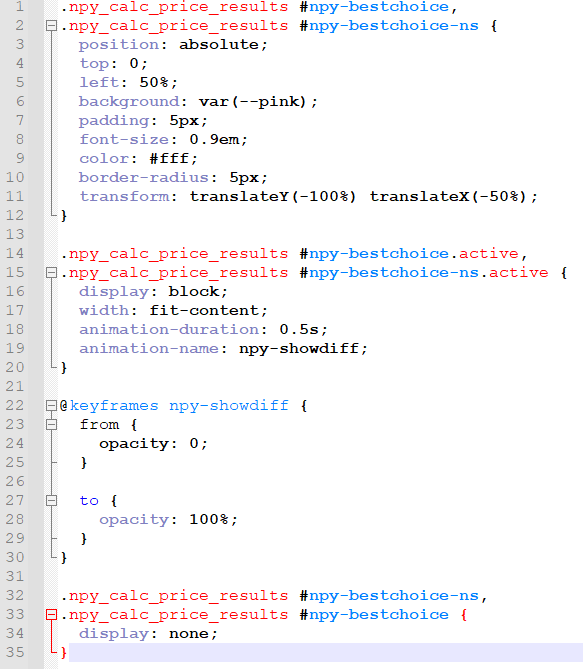 1 .npy_calc_price_results #npy-bestchoice,
2 .npy_calc_price_results #npy-bestchoice-ns {
3   position: absolute;
4   top: 0;
5   left: 50%;
6   background: var(--pink);
7   padding: 5px;
8   font-size: 0.9em;
9   color: #fff;
10   border-radius: 5px;
11   transform: translateY(-100%) translateX(-50%);
12 }
13
14 .npy_calc_price_results #npy-bestchoice.active,
15 .npy_calc_price_results #npy-bestchoice-ns.active {
16   display: block;
17   width: fit-content;
18   animation-duration: 0.5s;
19   animation-name: npy-showdiff;
20 }
21
22 @keyframes npy-showdiff {
23   from {
24     opacity: 0;
25   }
26
27   to {
28     opacity: 100%;
29   }
30 }
31
32 .npy_calc_price_results #npy-bestchoice-ns,
33 .npy_calc_price_results #npy-bestchoice {
34   display: none;
35 }